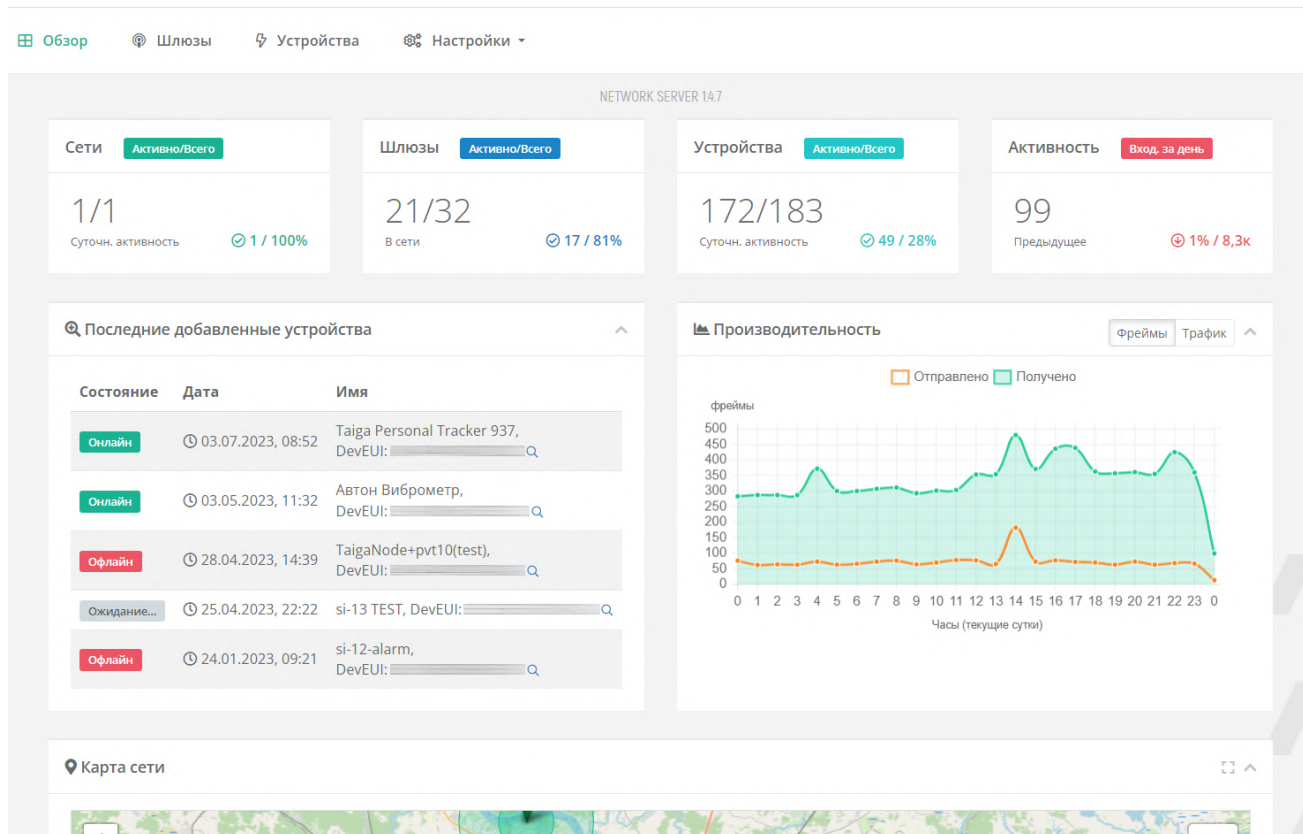 Обзор Шлюзы Устройства Настройки
NETWORK SERVER 1.4.7
Сети Активно/Всего
1/1
Суточн. активность 1 / 100%
Шлюзы Активно/Всего
21/32
В сети 17 / 81%
Устройства Активно/Всего
172/183
Суточн. активность 49 / 28%
Активность Вход. за день
99
Предыдущее 1% / 8,3к
Последние добавленные устройства
Состояние Дата Имя
Онлайн 03.07.2023, 08:52 Taiga Personal Tracker 937,
DevEUI:
Онлайн 03.05.2023, 11:32 Автон Виброметр,
DevEUI:
Офлайн 28.04.2023, 14:39 TaigaNode+pvt10(test),
DevEUI:
Ожидание... 25.04.2023, 22:22 si-13 TEST, DevEUI:
Офлайн 24.01.2023, 09:21 si-12-alarm,
DevEUI:
Производительность Фреймы Трафик
Отправлено Получено
фреймы
500
450
400
350
300
250
200
150
100
50
0
0 1 2 3 4 5 6 7 8 9 10 11 12 13 14 15 16 17 18 19 20 21 22 23 0
Часы (текущие сутки)
Карта сети